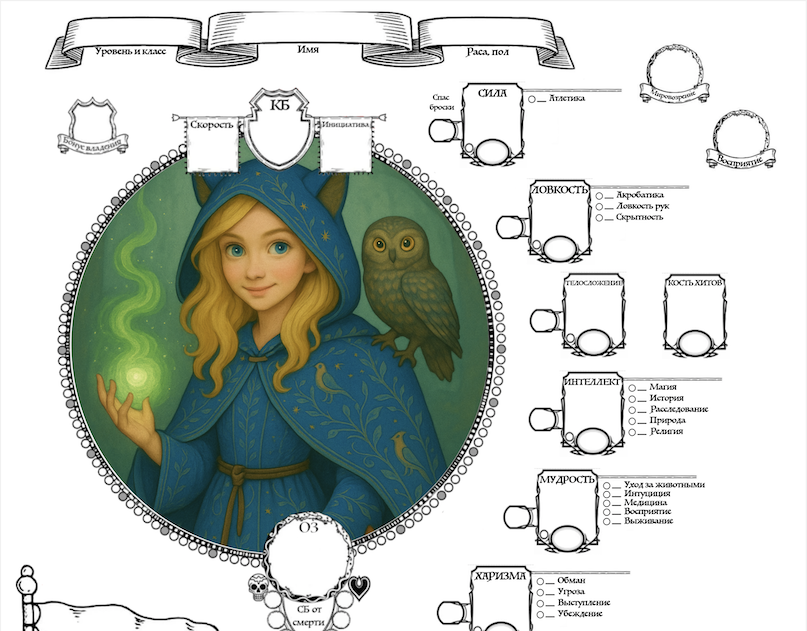 Уровень и класс
Имя
Раса, пол
Мировоззрение
Бонус владения
Скорость
КБ
Инициатива
Спас
броски
СИЛА
Атлетика
Восприятие
ЛОВКОСТЬ
Акробатика
Ловкость рук
Скрытность
ТЕЛОСЛОЖЕНИЕ
КОСТЬ ХИТОВ
ИНТЕЛЛЕКТ
Магия
История
Расследование
Природа
Религия
МУДРОСТЬ
Уход за животными
Интуиция
Медицина
Восприятие
Выживание
ОЗ
СБ от
смерти
ХАРИЗМА
Обман
Угроза
Выступление
Убеждение